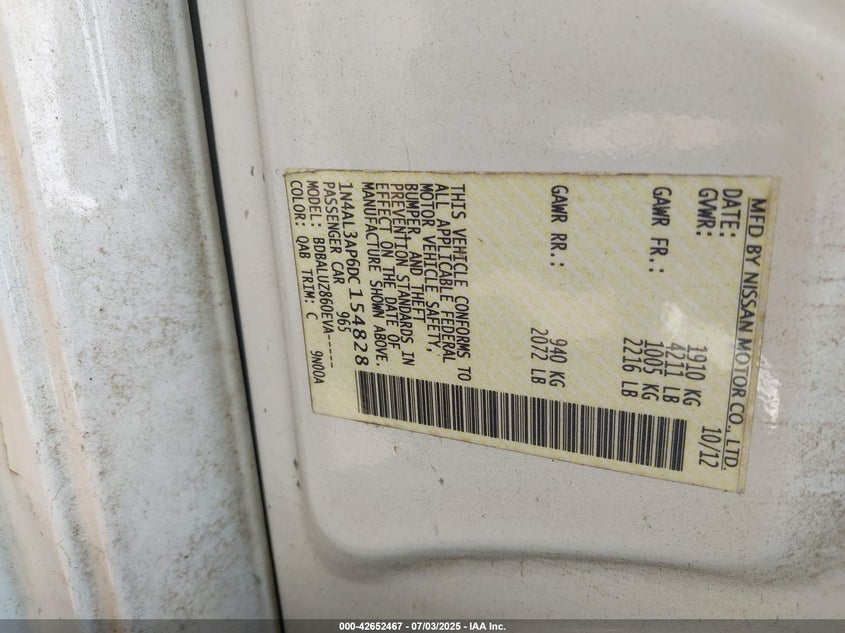 MFD BY NISSAN MOTOR CO., LTD.
DATE: 10/12
GVWR: 1910 KG
4211 LB
GAWR FR.: 1005 KG
2216 LB
GAWR RR.: 940 KG
2072 LB
THIS VEHICLE CONFORMS TO
ALL APPLICABLE FEDERAL
MOTOR VEHICLE SAFETY,
BUMPER, AND THEFT
PREVENTION STANDARDS IN
EFFECT ON THE DATE OF
MANUFACTURE SHOWN ABOVE.
1N4AL3AP6DC154828
PASSENGER CAR 965
MODEL: BDBALUZ860EVA-----
COLOR: QAB TRIM: C 9N00A
000-42652467 - 07/03/2025 - IAA Inc.